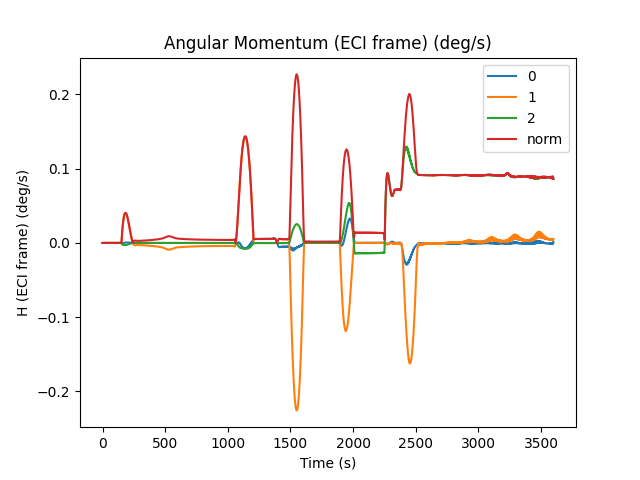 Angular Momentum (ECI frame) (deg/s)
H (ECI frame) (deg/s)
0.2
0.1
0.0
−0.1
−0.2
0
1
2
norm
0 500 1000 1500 2000 2500 3000 3500
Time (s)